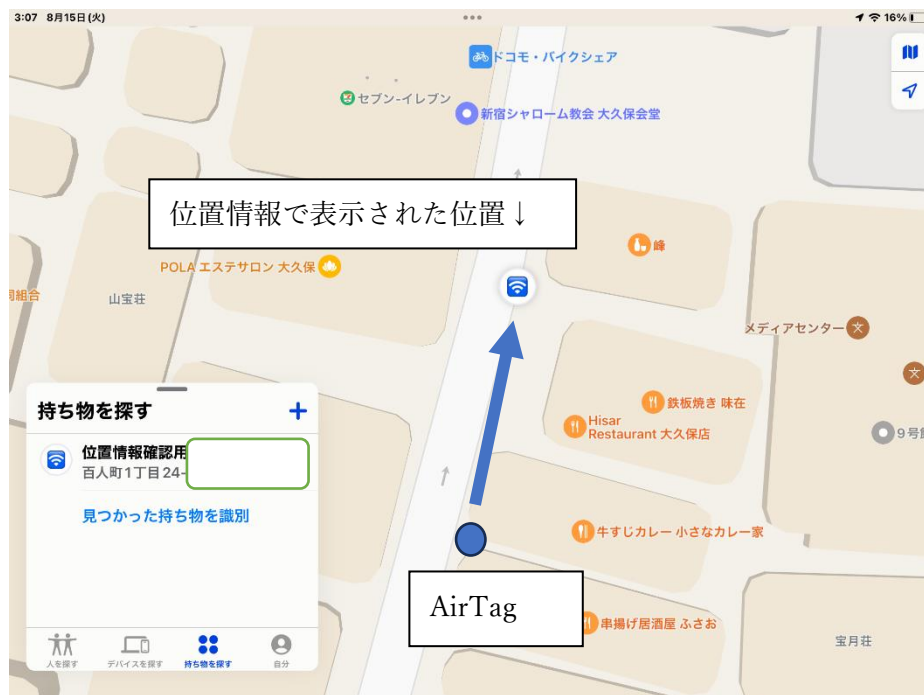 3:07 8月15日(火)
16%
ドコモ・バイクシェア
セブン-イレブン
新宿シャローム教会 大久保会堂
位置情報で表示された位置↓
峰
POLA エステサロン 大久保
同組合
山宝荘
メディアセンター
持ち物を探す
鉄板焼き 味在
Hisar
Restaurant 大久保店
9号館
位置情報確認用
百人町1丁目24-
見つかった持ち物を識別
牛すじカレー 小さなカレー家
AirTag
串揚げ居酒屋 ふさお
宝月荘
人を探す
デバイスを探す
持ち物を探す
自分